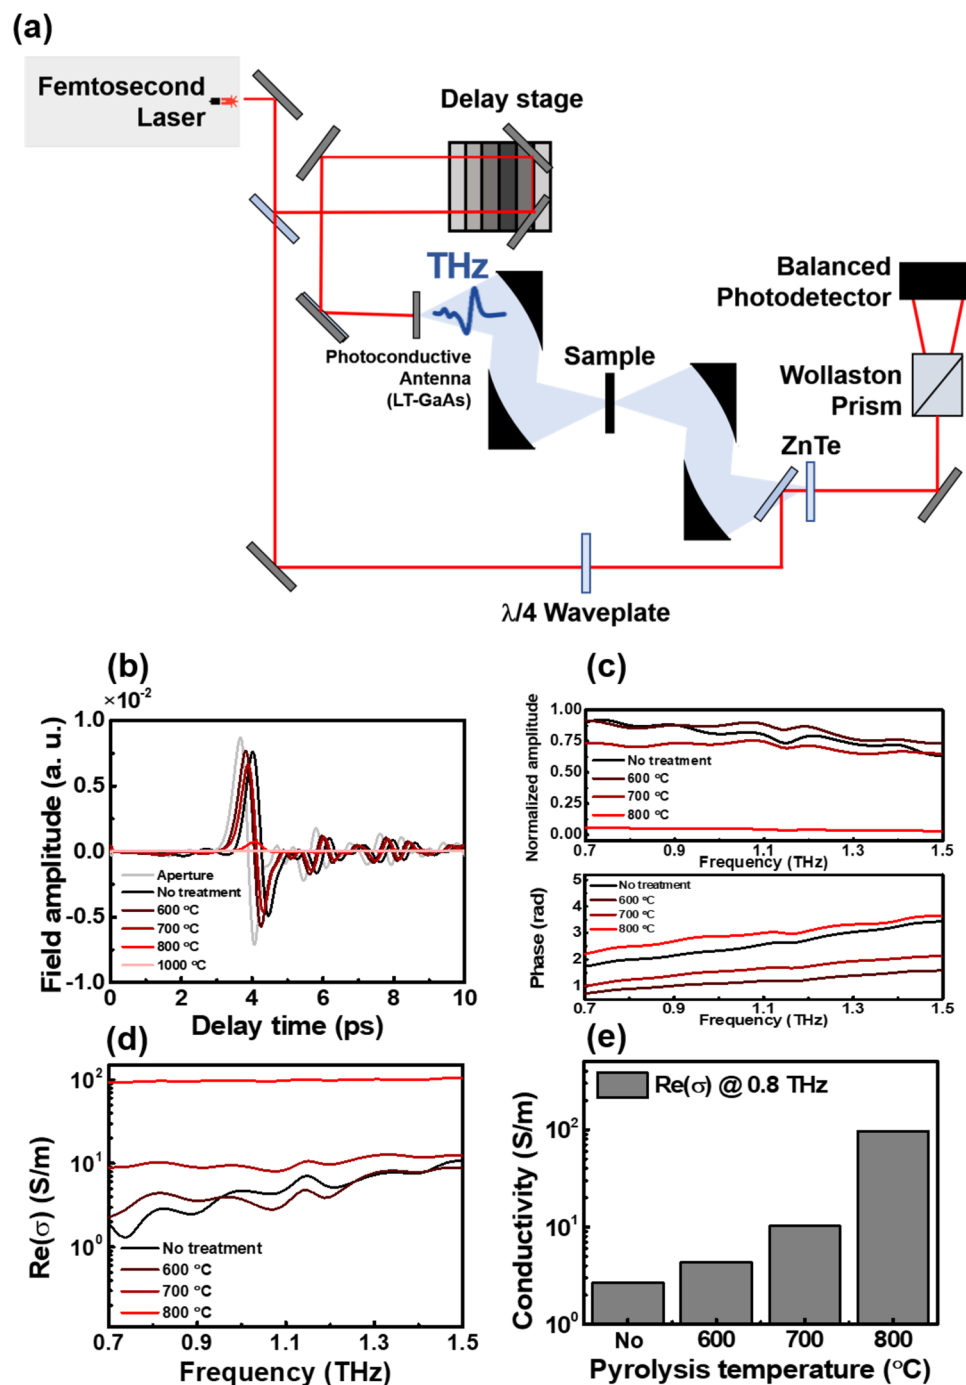 (a)
Femtosecond
Laser
Delay stage
THz
Photoconductive
Antenna
(LT-GaAs)
Sample
Balanced
Photodetector
Wollaston
Prism
ZnTe
λ/4 Waveplate
(b)
×10⁻²
1.0
0.5
0.0
-0.5
-1.0
Field amplitude (a. u.)
Aperture
No treatment
600 °C
700 °C
800 °C
1000 °C
0 2 4 6 8 10
Delay time (ps)
(c)
Normalized amplitude
1.00
0.75
0.50
0.25
0.00
No treatment
600 °C
700 °C
800 °C
0.7 0.9 1.1 1.3 1.5
Frequency (THz)
Phase (rad)
5
4
3
2
1
No treatment
600 °C
700 °C
800 °C
0.7 0.9 1.1 1.3 1.5
Frequency (THz)
(d)
Re(σ) (S/m)
10²
10¹
10⁰
No treatment
600 °C
700 °C
800 °C
0.7 0.9 1.1 1.3 1.5
Frequency (THz)
(e)
Conductivity (S/m)
Re(σ) @ 0.8 THz
10²
10¹
10⁰
No 600 700 800
Pyrolysis temperature (°C)